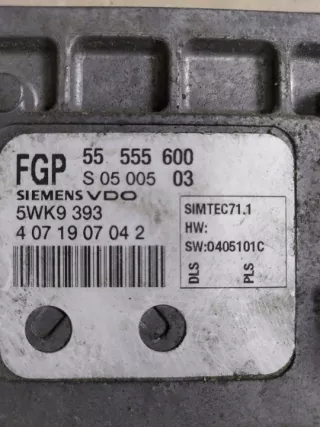 FGP 55 555 600
S 05 005 03
SIEMENS VDO
5WK9 393
4 07 19 07 04 2
SIMTEC71.1
HW:
SW:0405101C
DLS
PLS